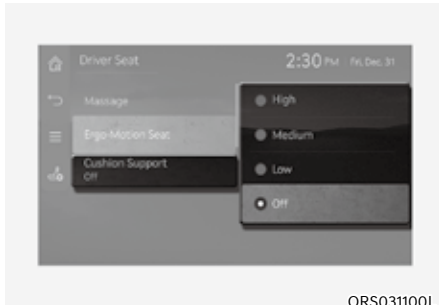 Driver Seat
2:30 PM Fri, Dec. 31
Massage
Ergo-Motion Seat
Cushion Support
Off
High
Medium
Low
Off
ORS031100L